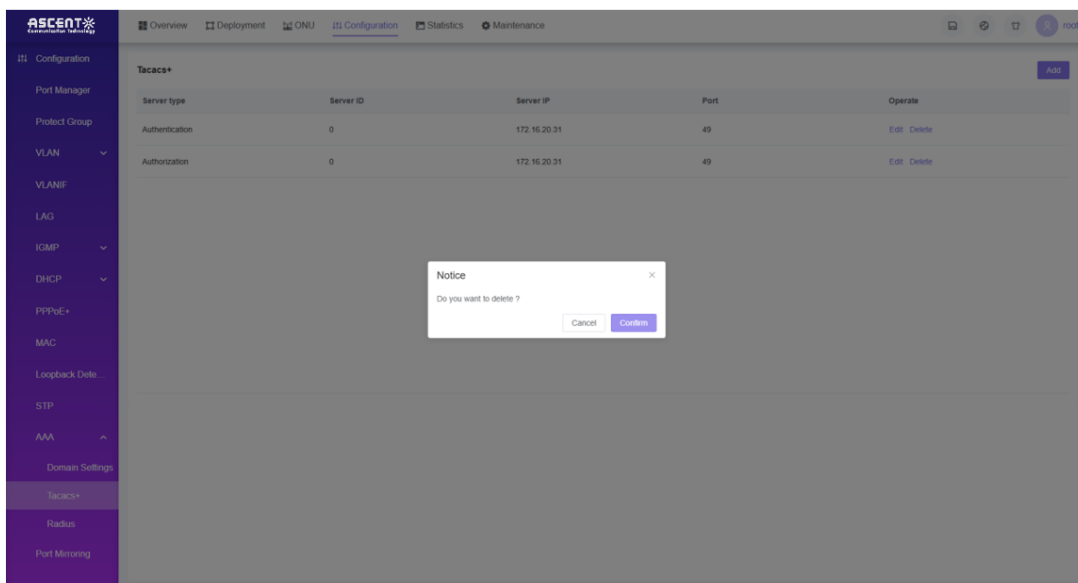 ASCENT
Communication Technology
Overview Deployment ONU Configuration Statistics Maintenance root
Configuration
Port Manager
Protect Group
VLAN
VLANIF
LAG
IGMP
DHCP
PPPoE+
MAC
Loopback Dete...
STP
AAA
Domain Settings
Tacacs+
Radius
Port Mirroring
Tacacs+ Add
Server type Server ID Server IP Port Operate
Authentication 0 172.16.20.31 49 Edit Delete
Authorization 0 172.16.20.31 49 Edit Delete
Notice
Do you want to delete ?
Cancel Confirm